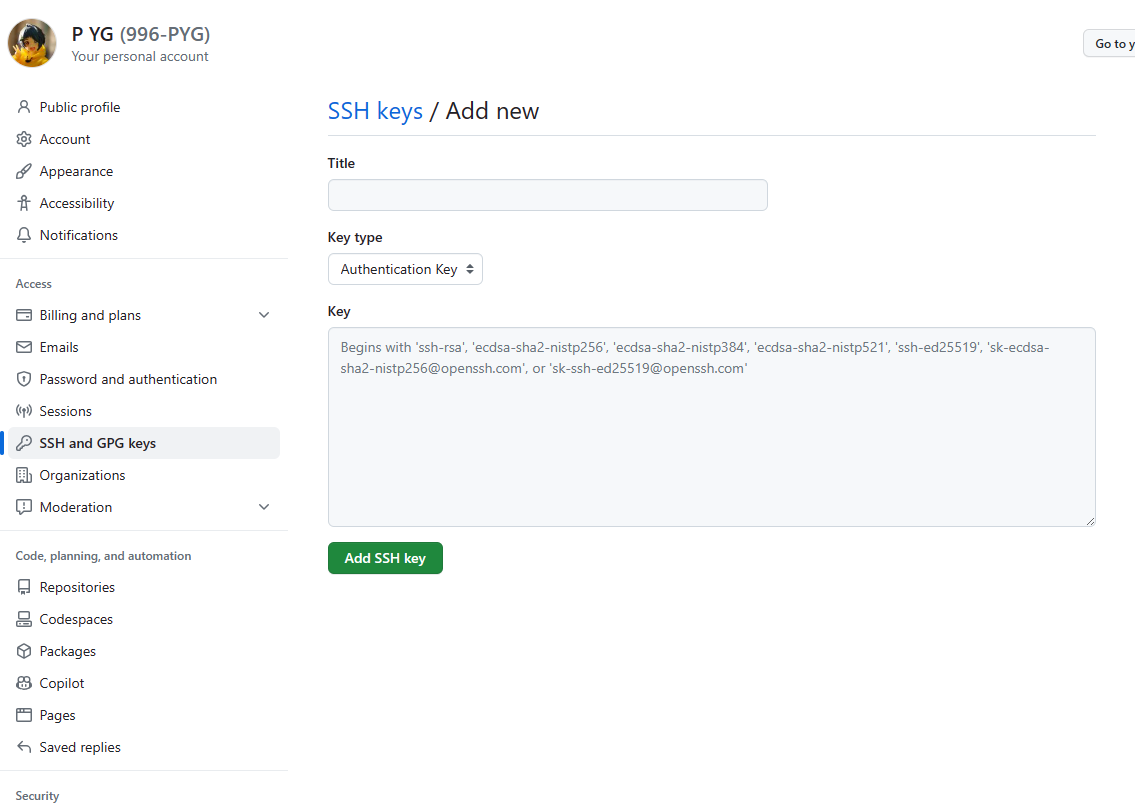 P YG (996-PYG)
Your personal account
Go to y
Public profile
Account
Appearance
Accessibility
Notifications
Access
Billing and plans
Emails
Password and authentication
Sessions
SSH and GPG keys
Organizations
Moderation
Code, planning, and automation
Repositories
Codespaces
Packages
Copilot
Pages
Saved replies
Security
SSH keys / Add new
Title
Key type
Authentication Key
Key
Begins with 'ssh-rsa', 'ecdsa-sha2-nistp256', 'ecdsa-sha2-nistp384', 'ecdsa-sha2-nistp521', 'ssh-ed25519', 'sk-ecdsa-
sha2-nistp256@openssh.com', or 'sk-ssh-ed25519@openssh.com'
Add SSH key